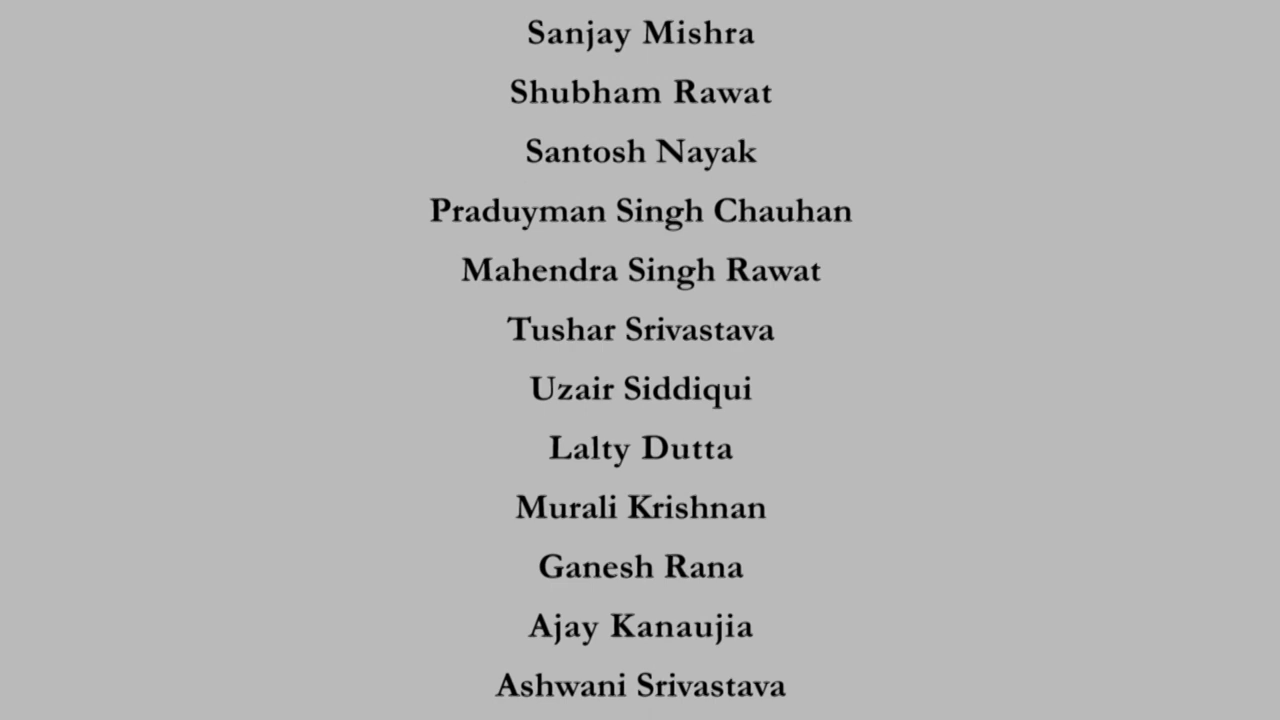 Sanjay Mishra
Shubham Rawat
Santosh Nayak
Praduyman Singh Chauhan
Mahendra Singh Rawat
Tushar Srivastava
Uzair Siddiqui
Lalty Dutta
Murali Krishnan
Ganesh Rana
Ajay Kanaujia
Ashwani Srivastava